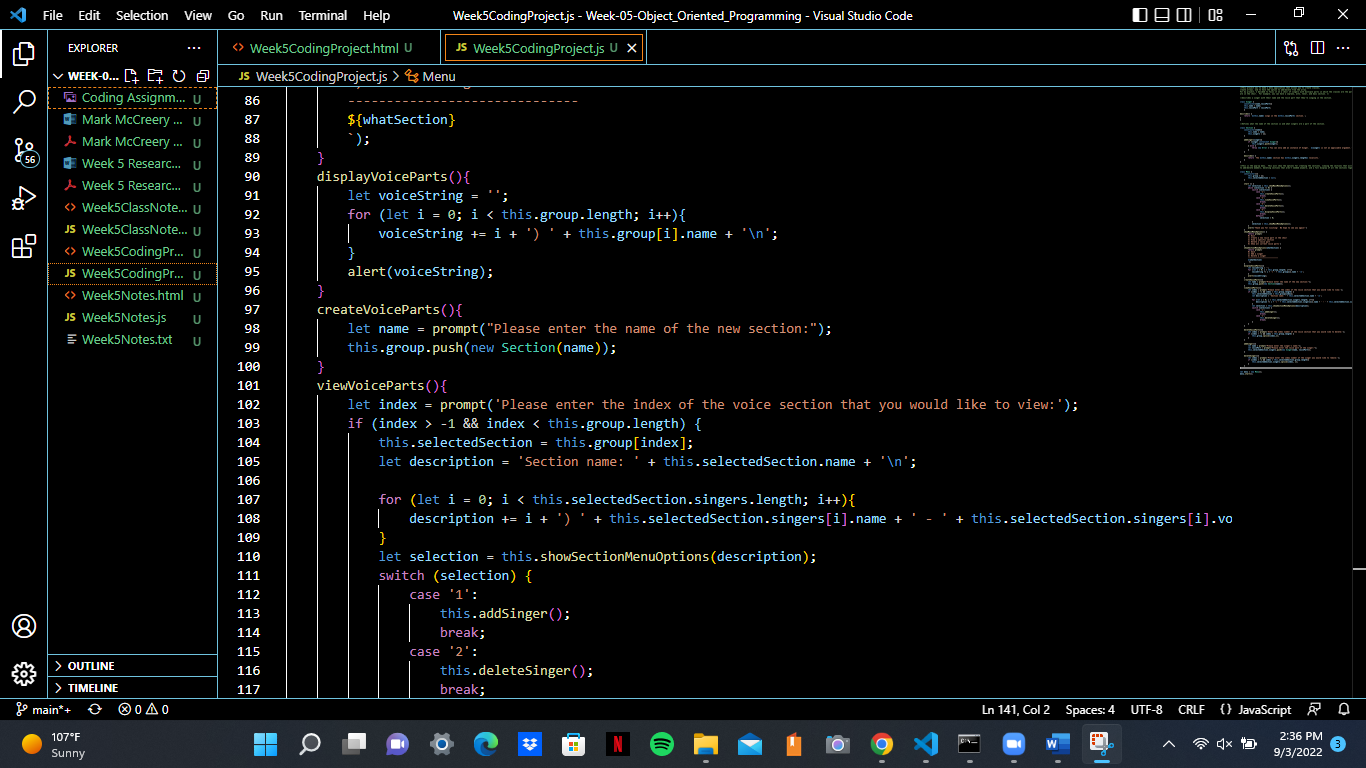 File Edit Selection View Go Run Terminal Help
Week5CodingProject.js - Week-05-Object_Oriented_Programming - Visual Studio Code
EXPLORER
WEEK-0...
Coding Assignm... U
Mark McCreery ... U
Mark McCreery ... U
Week 5 Researc... U
Week 5 Researc... U
Week5ClassNote... U
JS Week5ClassNote... U
Week5CodingPr... U
JS Week5CodingPr... U
Week5Notes.html U
JS Week5Notes.js U
Week5Notes.txt U
OUTLINE
TIMELINE
56
Week5CodingProject.html U
JS Week5CodingProject.js U
JS Week5CodingProject.js > Menu
86 ------------------------------
87 ${whatSection}
88 `);
89 }
90 displayVoiceParts(){
91 let voiceString = '';
92 for (let i = 0; i < this.group.length; i++){
93 voiceString += i + ') ' + this.group[i].name + '\n';
94 }
95 alert(voiceString);
96 }
97 createVoiceParts(){
98 let name = prompt("Please enter the name of the new section:");
99 this.group.push(new Section(name));
100 }
101 viewVoiceParts(){
102 let index = prompt('Please enter the index of the voice section that you would like to view:');
103 if (index > -1 && index < this.group.length) {
104 this.selectedSection = this.group[index];
105 let description = 'Section name: ' + this.selectedSection.name + '\n';
106
107 for (let i = 0; i < this.selectedSection.singers.length; i++){
108 description += i + ') ' + this.selectedSection.singers[i].name + ' - ' + this.selectedSection.singers[i].vo
109 }
110 let selection = this.showSectionMenuOptions(description);
111 switch (selection) {
112 case '1':
113 this.addSinger();
114 break;
115 case '2':
116 this.deleteSinger();
117 break;
main*+ 0 0
Ln 141, Col 2 Spaces: 4 UTF-8 CRLF {} JavaScript
107°F
Sunny
2:36 PM
9/3/2022
3